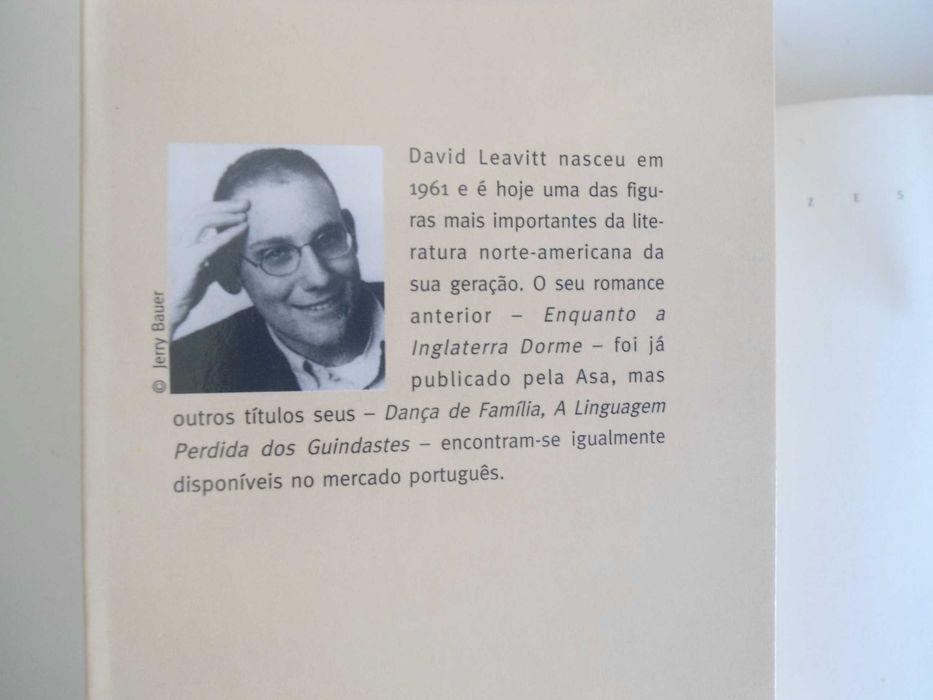 David Leavitt nasceu em
1961 e é hoje uma das figu-
ras mais importantes da lite-
ratura norte-americana da
sua geração. O seu romance
anterior – Enquanto a
Inglaterra Dorme – foi já
publicado pela Asa, mas
outros títulos seus – Dança de Família, A Linguagem
Perdida dos Guindastes – encontram-se igualmente
disponíveis no mercado português.
© Jerry Bauer
Z E S